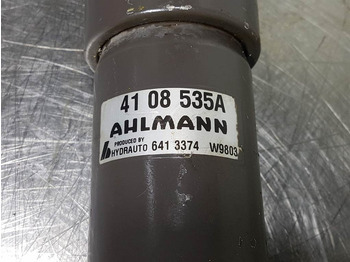 41 08 535A
AHLMANN
PRODUCED BY
HYDRAUTO 641 3374 W9803